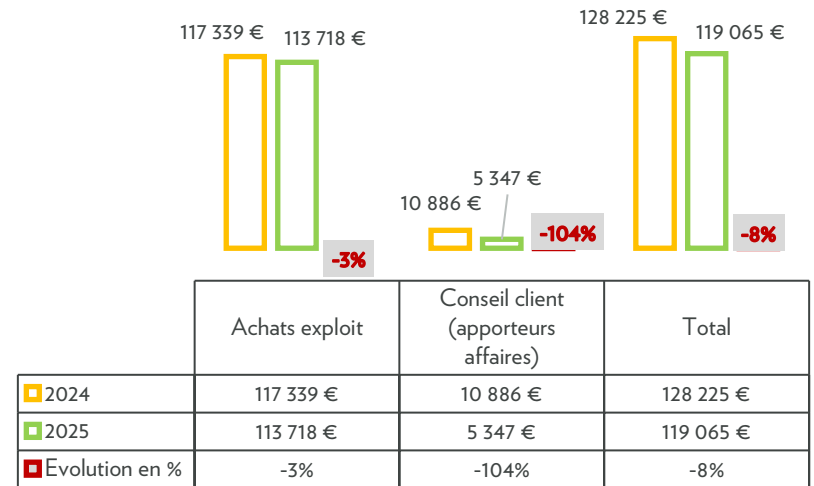 117 339 €
113 718 €
-3%
10 886 €
5 347 €
-104%
128 225 €
119 065 €
-8%
Achats exploit
Conseil client
(apporteurs
affaires)
Total
2024 117 339 € 10 886 € 128 225 €
2025 113 718 € 5 347 € 119 065 €
Evolution en % -3% -104% -8%